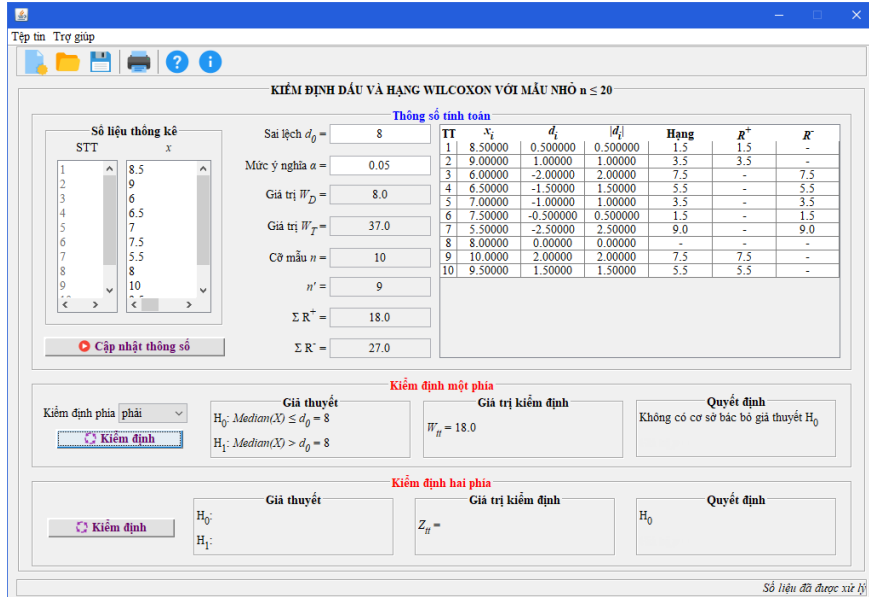 Tệp tin Trợ giúp
KIỂM ĐỊNH DẤU VÀ HẠNG WILCOXON VỚI MẪU NHỎ n ≤ 20
Thông số tính toán
Số liệu thống kê
STT x
1 8.5
2 9
3 6
4 6.5
5 7
6 7.5
7 5.5
8 8
9 10
Cập nhật thông số
Sai lệch d0 = 8
Mức ý nghĩa α = 0.05
Giá trị WD = 8.0
Giá trị WT = 37.0
Cỡ mẫu n = 10
n' = 9
Σ R+ = 18.0
Σ R- = 27.0
TT xi di |di| Hạng R+ R-
1 8.50000 0.500000 0.500000 1.5 1.5 -
2 9.00000 1.00000 1.00000 3.5 3.5 -
3 6.00000 -2.00000 2.00000 7.5 - 7.5
4 6.50000 -1.50000 1.50000 5.5 - 5.5
5 7.00000 -1.00000 1.00000 3.5 - 3.5
6 7.50000 -0.500000 0.500000 1.5 - 1.5
7 5.50000 -2.50000 2.50000 9.0 - 9.0
8 8.00000 0.00000 0.00000 - - -
9 10.0000 2.00000 2.00000 7.5 7.5 -
10 9.50000 1.50000 1.50000 5.5 5.5 -
Kiểm định một phía
Kiểm định phía phải
Kiểm định
Giả thuyết
H0: Median(X) ≤ d0 = 8
H1: Median(X) > d0 = 8
Giá trị kiểm định
Wtt = 18.0
Quyết định
Không có cơ sở bác bỏ giả thuyết H0
Kiểm định hai phía
Kiểm định
Giả thuyết
H0:
H1:
Giá trị kiểm định
Ztt =
Quyết định
H0
Số liệu đã được xử lý